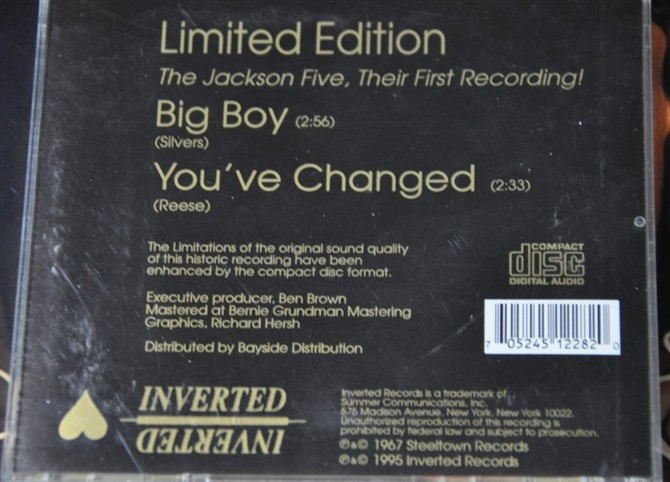 Limited Edition
The Jackson Five, Their First Recording!
Big Boy (2:56)
(Silvers)
You've Changed (2:33)
(Reese)
The Limitations of the original sound quality
of this historic recording have been
enhanced by the compact disc format.
COMPACT
disc
DIGITAL AUDIO
Executive producer, Ben Brown
Mastered at Bernie Grundman Mastering
Graphics, Richard Hersh
Distributed by Bayside Distribution
7 05245 12282 0
INVERTED
INVERTED
Inverted Records is a trademark of
Summer Communications, Inc.
575 Madison Avenue, New York, New York 10022.
Unauthorized reproduction of this recording is
prohibited by federal law and subject to prosecution.
℗&© 1967 Steeltown Records
℗&© 1995 Inverted Records